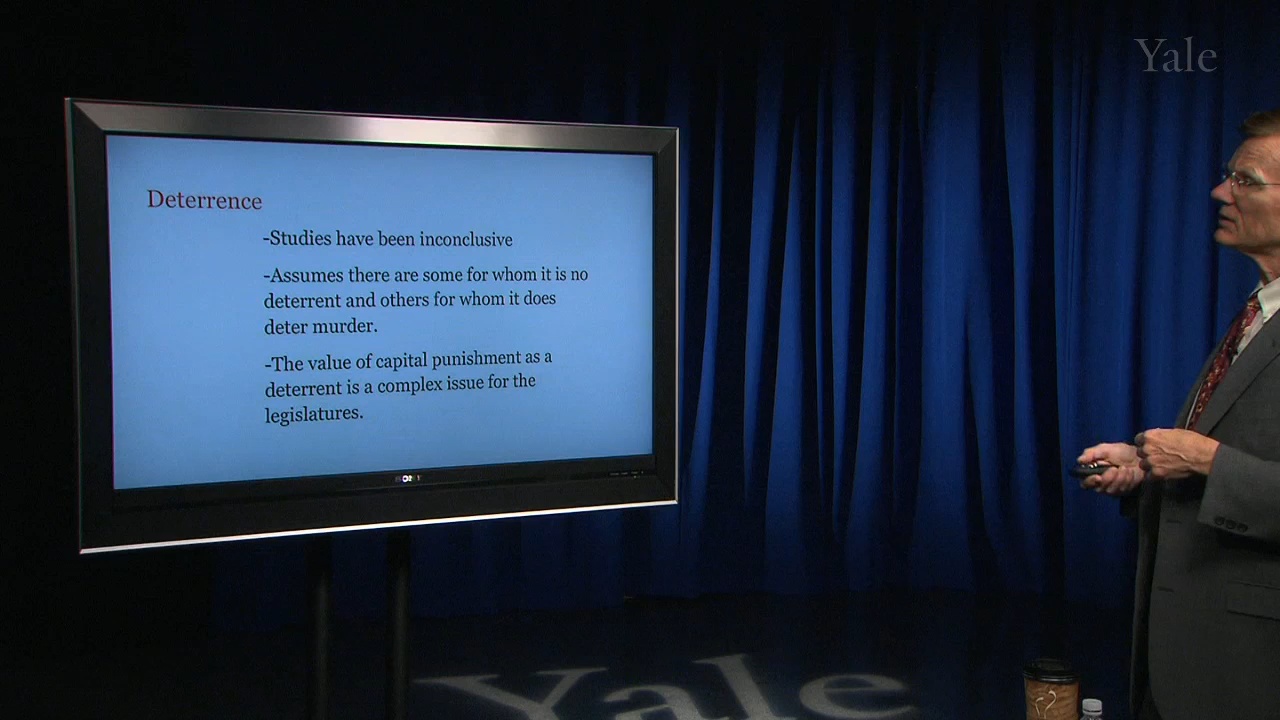 Yale
Deterrence
-Studies have been inconclusive
-Assumes there are some for whom it is no
deterrent and others for whom it does
deter murder.
-The value of capital punishment as a
deterrent is a complex issue for the
legislatures.
SONY
Yale